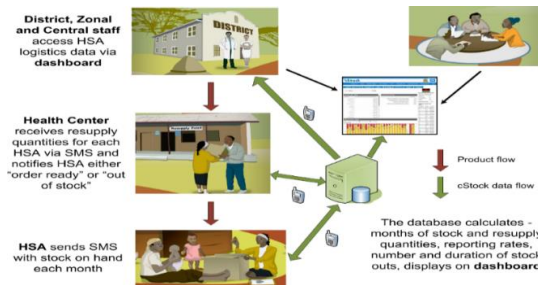 District, Zonal
and Central staff
access HSA
logistics data via
dashboard
DISTRICT
Health Center
receives resupply
quantities for each
HSA via SMS and
notifies HSA either
“order ready” or “out
of stock”
HSA sends SMS
with stock on hand
each month
Product flow
cStock data flow
The database calculates -
months of stock and resupply
quantities, reporting rates,
number and duration of stock
outs, displays on dashboard